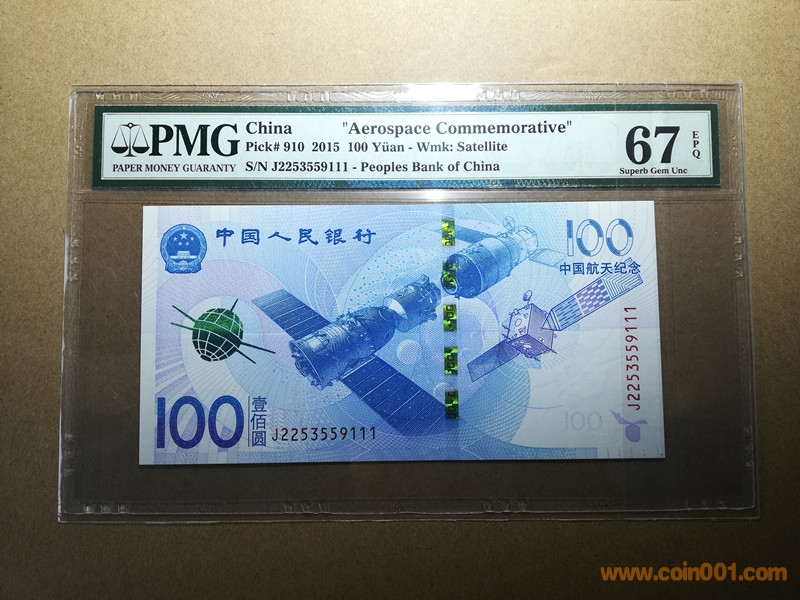 PMG
PAPER MONEY GUARANTY
China "Aerospace Commemorative"
Pick# 910 2015 100 Yüan - Wmk: Satellite
S/N J2253559111 - Peoples Bank of China
67
EPQ
Superb Gem Unc
中国人民银行
100
中国航天纪念
J2253559111
100
壹佰圆
J2253559111
100
www.coin001.com